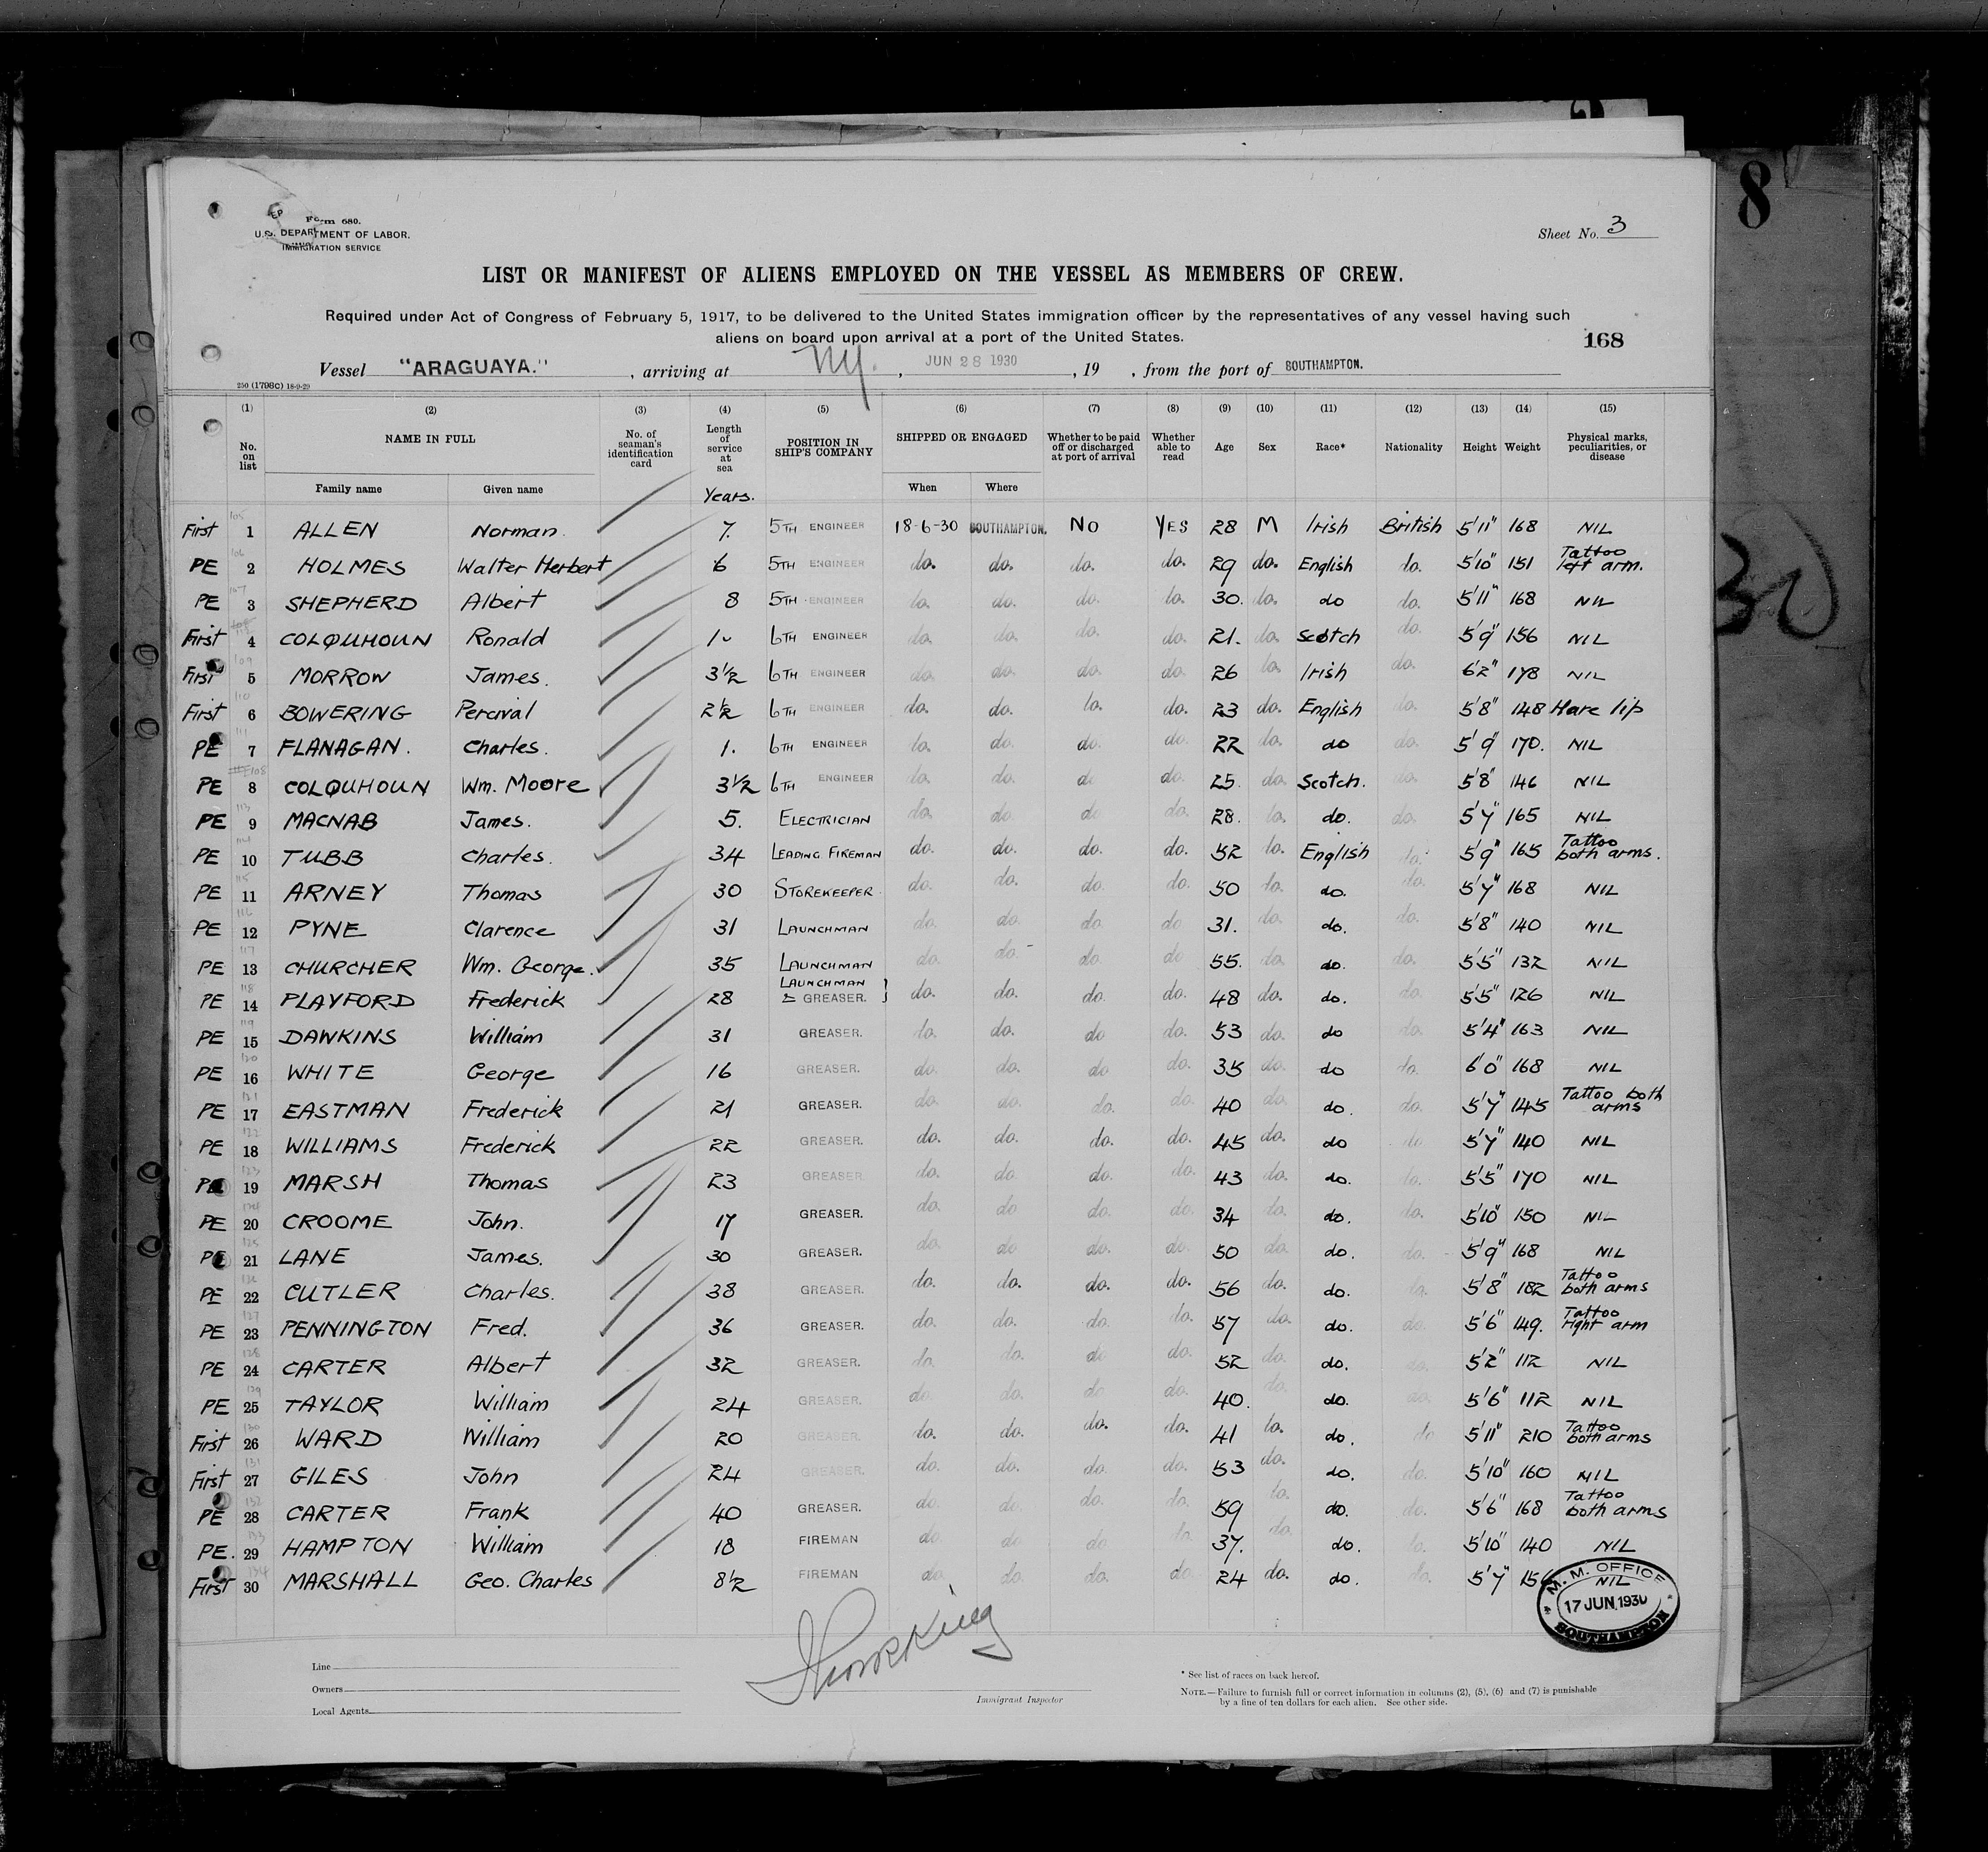 8
30
Form 680.
U.S. DEPARTMENT OF LABOR.
IMMIGRATION SERVICE
Sheet No. 3
LIST OR MANIFEST OF ALIENS EMPLOYED ON THE VESSEL AS MEMBERS OF CREW.
Required under Act of Congress of February 5, 1917, to be delivered to the United States immigration officer by the representatives of any vessel having such
aliens on board upon arrival at a port of the United States.
168
Vessel "ARAGUAYA." , arriving at NY. , JUN 28 1930 , 19 , from the port of SOUTHAMPTON.
250 (1798C) 18-9-29
(1) (2) (3) (4) (5) (6) (7) (8) (9) (10) (11) (12) (13) (14) (15)
No. on list NAME IN FULL No. of seaman's identification card Length of service at sea POSITION IN SHIP'S COMPANY SHIPPED OR ENGAGED Whether to be paid off or discharged at port of arrival Whether able to read Age Sex Race* Nationality Height Weight Physical marks, peculiarities, or disease
Family name Given name Years. When Where
First 1 ALLEN Norman. 7. 5TH ENGINEER 18-6-30 SOUTHAMPTON. NO YES 28 M Irish British 5'11" 168 NIL
PE 2 HOLMES Walter Herbert 6 5TH ENGINEER do. do. do. do. 29 do. English do. 5'10" 151 Tattoo left arm.
PE 3 SHEPHERD Albert 8 5TH ENGINEER do. do. do. do. 30. do. do do. 5'11" 168 NIL
First 4 COLQUHOUN Ronald 6TH ENGINEER do. do. do. do. 21. do. Scotch do. 5'9" 156 NIL
First 5 MORROW James. 3½ 6TH ENGINEER do. do. do. do. 26 do. Irish do. 6'2" 178 NIL
First 6 BOWERING Percival 2½ 6TH ENGINEER do. do. do. do. 23 do. English do. 5'8" 148 Hare lip
PE 7 FLANAGAN. Charles. 1. 6TH ENGINEER do. do. do. do. 22 do. do do. 5'9" 170. NIL
PE 8 COLQUHOUN Wm. Moore 3½ 6TH ENGINEER do. do. do do. 25. do. Scotch. do. 5'8" 146 NIL
PE 9 MACNAB James. 5. ELECTRICIAN do. do. do do. 28. do. do. do. 5'7" 165 NIL
PE 10 TUBB Charles. 34 LEADING FIREMAN do. do. do. do. 52 do. English do. 5'9" 165 Tattoo both arms.
PE 11 ARNEY Thomas 30 STOREKEEPER. do. do. do. do. 50 do. do. do. 5'7" 168 NIL
PE 12 PYNE Clarence 31 LAUNCHMAN do. do. do. do 31. do. do. do. 5'8" 140 NIL
PE 13 CHURCHER Wm. George. 35 LAUNCHMAN do. do. do. do 55. do. do. do. 5'5" 132 NIL
PE 14 PLAYFORD Frederick 28 LAUNCHMAN & GREASER. do. do. do. do. 48 do. do. do. 5'5" 126 NIL
PE 15 DAWKINS William 31 GREASER. do. do. do do. 53 do. do do. 5'4" 163 NIL
PE 16 WHITE George 16 GREASER. do. do. do do. 35 do. do do. 6'0" 168 NIL
PE 17 EASTMAN Frederick 21 GREASER. do. do. do. do. 40 do. do. do. 5'7" 145 Tattoo both arms
PE 18 WILLIAMS Frederick 22 GREASER. do. do. do. do. 45 do. do do 5'7" 140 NIL
PE 19 MARSH Thomas 23 GREASER. do. do. do. do. 43 do. do. do. 5'5" 170 NIL
PE 20 CROOME John. 17 GREASER. do. do do. do. 34 do. do. do. 5'10" 150 NIL
PE 21 LANE James. 30 GREASER. do. do do. do. 50 do. do. do. 5'9" 168 NIL
PE 22 CUTLER Charles. 38 GREASER. do. do. do. do. 56 do. do. do. 5'8" 182 Tattoo both arms
PE 23 PENNINGTON Fred. 36 GREASER. do. do. do. do. 57 do. do. do. 5'6" 149. Tattoo right arm
PE 24 CARTER Albert 32 GREASER. do. do. do do. 52 do. do. do. 5'2" 112 NIL
PE 25 TAYLOR William 24 GREASER. do. do. do do. 40. do. do. do. 5'6" 112 NIL
First 26 WARD William 20 GREASER. do. do. do. do. 41 do. do. do 5'11" 210 Tattoo both arms
First 27 GILES John 24 GREASER. do. do. do. do. 53 do. do. do. 5'10" 160 NIL
PE 28 CARTER Frank 40 GREASER. do. do. do. do. 59 do. do. do. 5'6" 168 Tattoo both arms
PE. 29 HAMPTON William 18 FIREMAN do. do do do. 37. do. do. do. 5'10" 140 NIL
First 30 MARSHALL Geo. Charles 8½ FIREMAN do. do. do. do. 24 do. do. do. 5'7" NIL
M. M. OFFICE
17 JUN 1930
SOUTHAMPTON
Line
Owners
Local Agents
Immigrant Inspector
* See list of races on back hereof.
NOTE.—Failure to furnish full or correct information in columns (2), (5), (6) and (7) is punishable
by a fine of ten dollars for each alien. See other side.